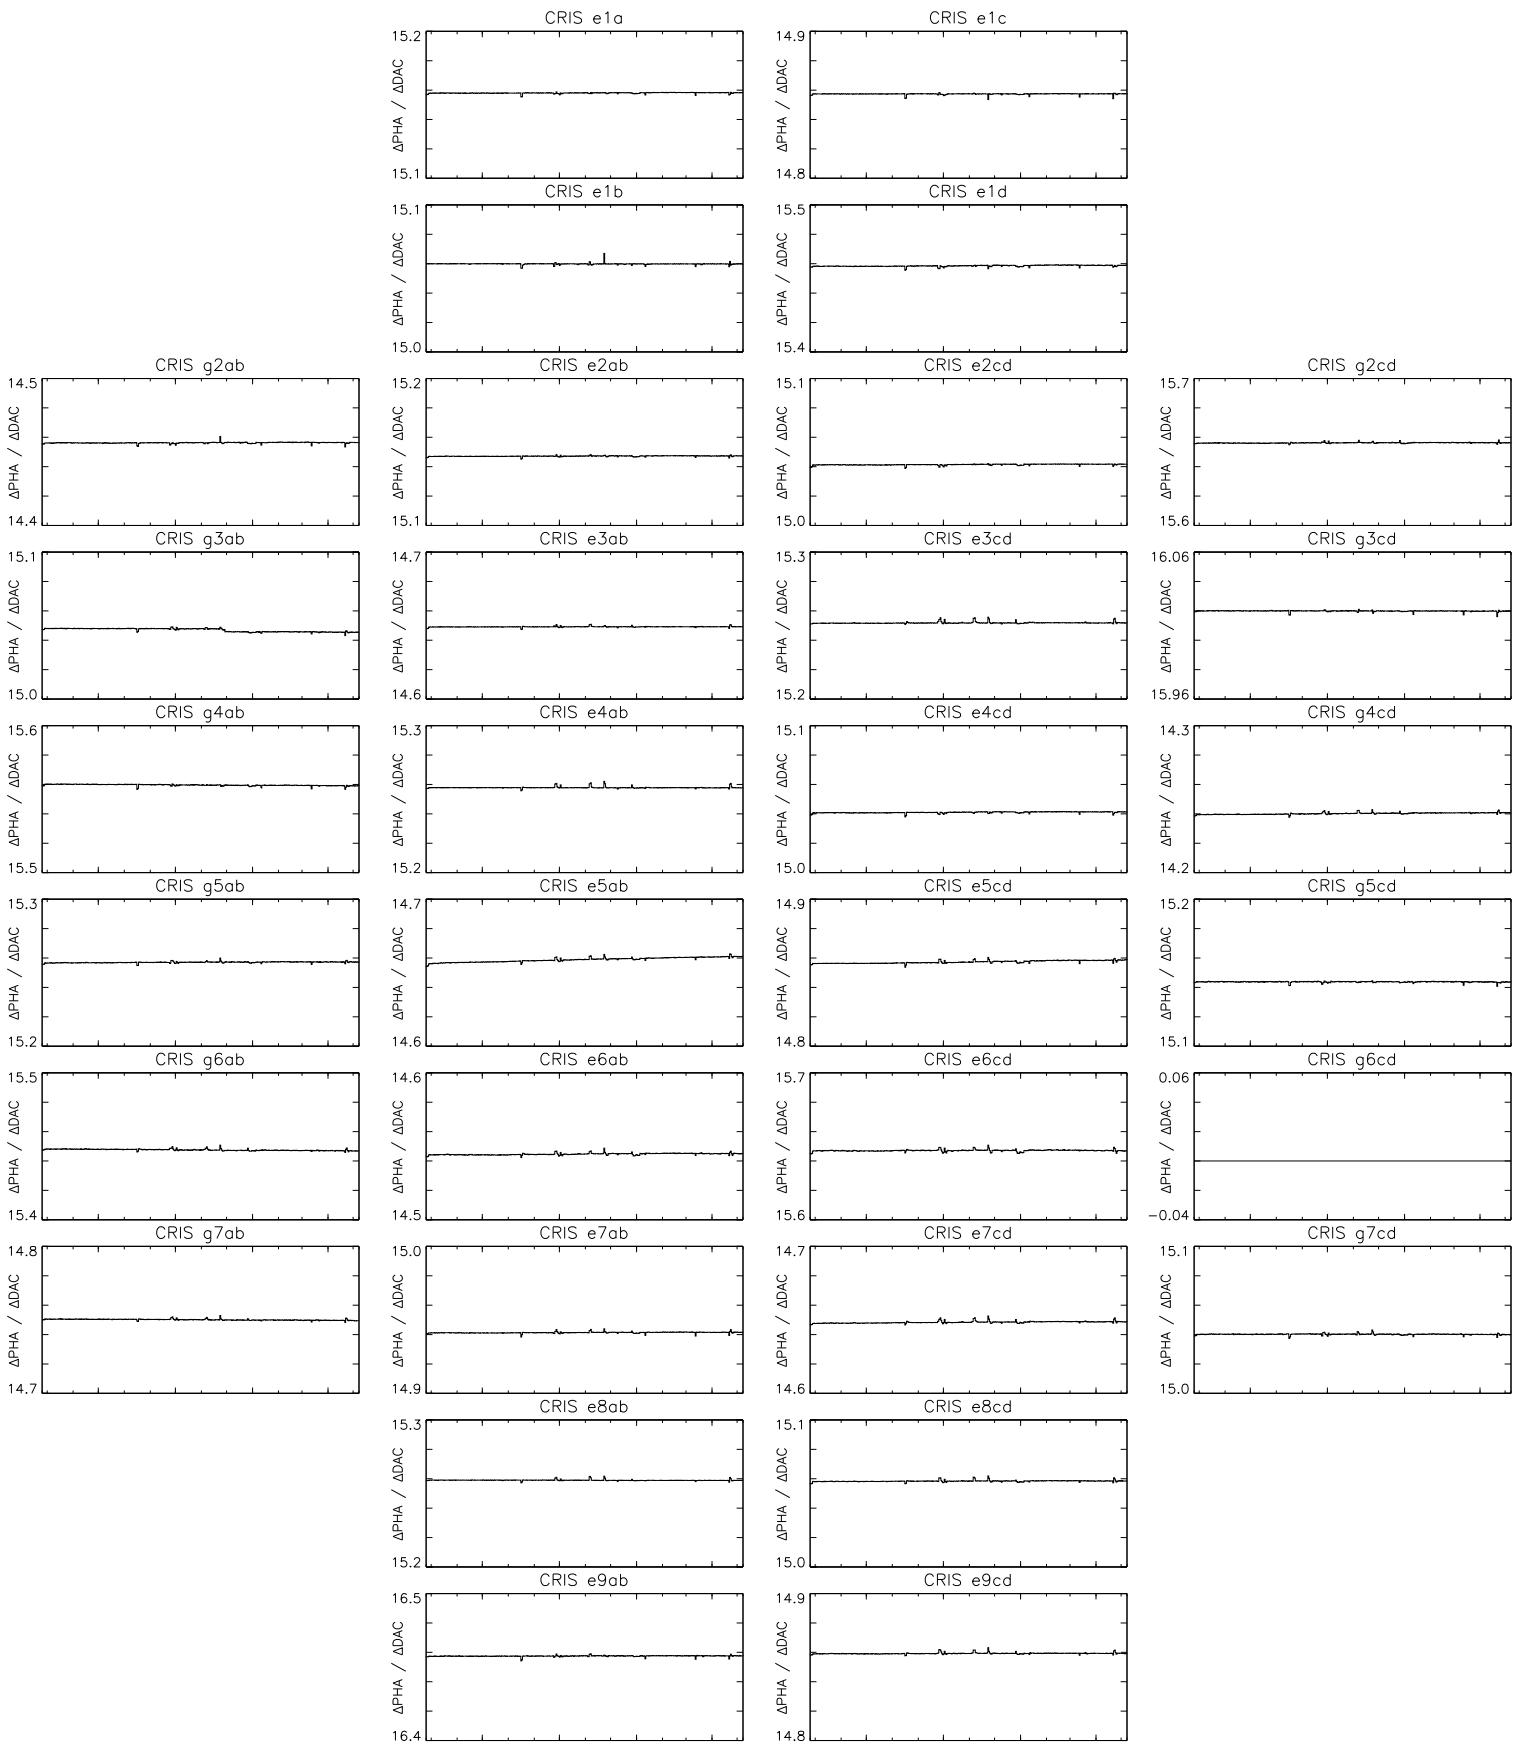 CRIS e1a
CRIS e1c
15.2
ΔPHA / ΔDAC
15.1
14.9
ΔPHA / ΔDAC
14.8
CRIS e1b
CRIS e1d
15.1
ΔPHA / ΔDAC
15.0
15.5
ΔPHA / ΔDAC
15.4
CRIS g2ab
CRIS e2ab
CRIS e2cd
CRIS g2cd
14.5
ΔPHA / ΔDAC
14.4
15.2
ΔPHA / ΔDAC
15.1
15.1
ΔPHA / ΔDAC
15.0
15.7
ΔPHA / ΔDAC
15.6
CRIS g3ab
CRIS e3ab
CRIS e3cd
CRIS g3cd
15.1
ΔPHA / ΔDAC
15.0
14.7
ΔPHA / ΔDAC
14.6
15.3
ΔPHA / ΔDAC
15.2
16.06
ΔPHA / ΔDAC
15.96
CRIS g4ab
CRIS e4ab
CRIS e4cd
CRIS g4cd
15.6
ΔPHA / ΔDAC
15.5
15.3
ΔPHA / ΔDAC
15.2
15.1
ΔPHA / ΔDAC
15.0
14.3
ΔPHA / ΔDAC
14.2
CRIS g5ab
CRIS e5ab
CRIS e5cd
CRIS g5cd
15.3
ΔPHA / ΔDAC
15.2
14.7
ΔPHA / ΔDAC
14.6
14.9
ΔPHA / ΔDAC
14.8
15.2
ΔPHA / ΔDAC
15.1
CRIS g6ab
CRIS e6ab
CRIS e6cd
CRIS g6cd
15.5
ΔPHA / ΔDAC
15.4
14.6
ΔPHA / ΔDAC
14.5
15.7
ΔPHA / ΔDAC
15.6
0.06
ΔPHA / ΔDAC
−0.04
CRIS g7ab
CRIS e7ab
CRIS e7cd
CRIS g7cd
14.8
ΔPHA / ΔDAC
14.7
15.0
ΔPHA / ΔDAC
14.9
14.7
ΔPHA / ΔDAC
14.6
15.1
ΔPHA / ΔDAC
15.0
CRIS e8ab
CRIS e8cd
15.3
ΔPHA / ΔDAC
15.2
15.1
ΔPHA / ΔDAC
15.0
CRIS e9ab
CRIS e9cd
16.5
ΔPHA / ΔDAC
16.4
14.9
ΔPHA / ΔDAC
14.8